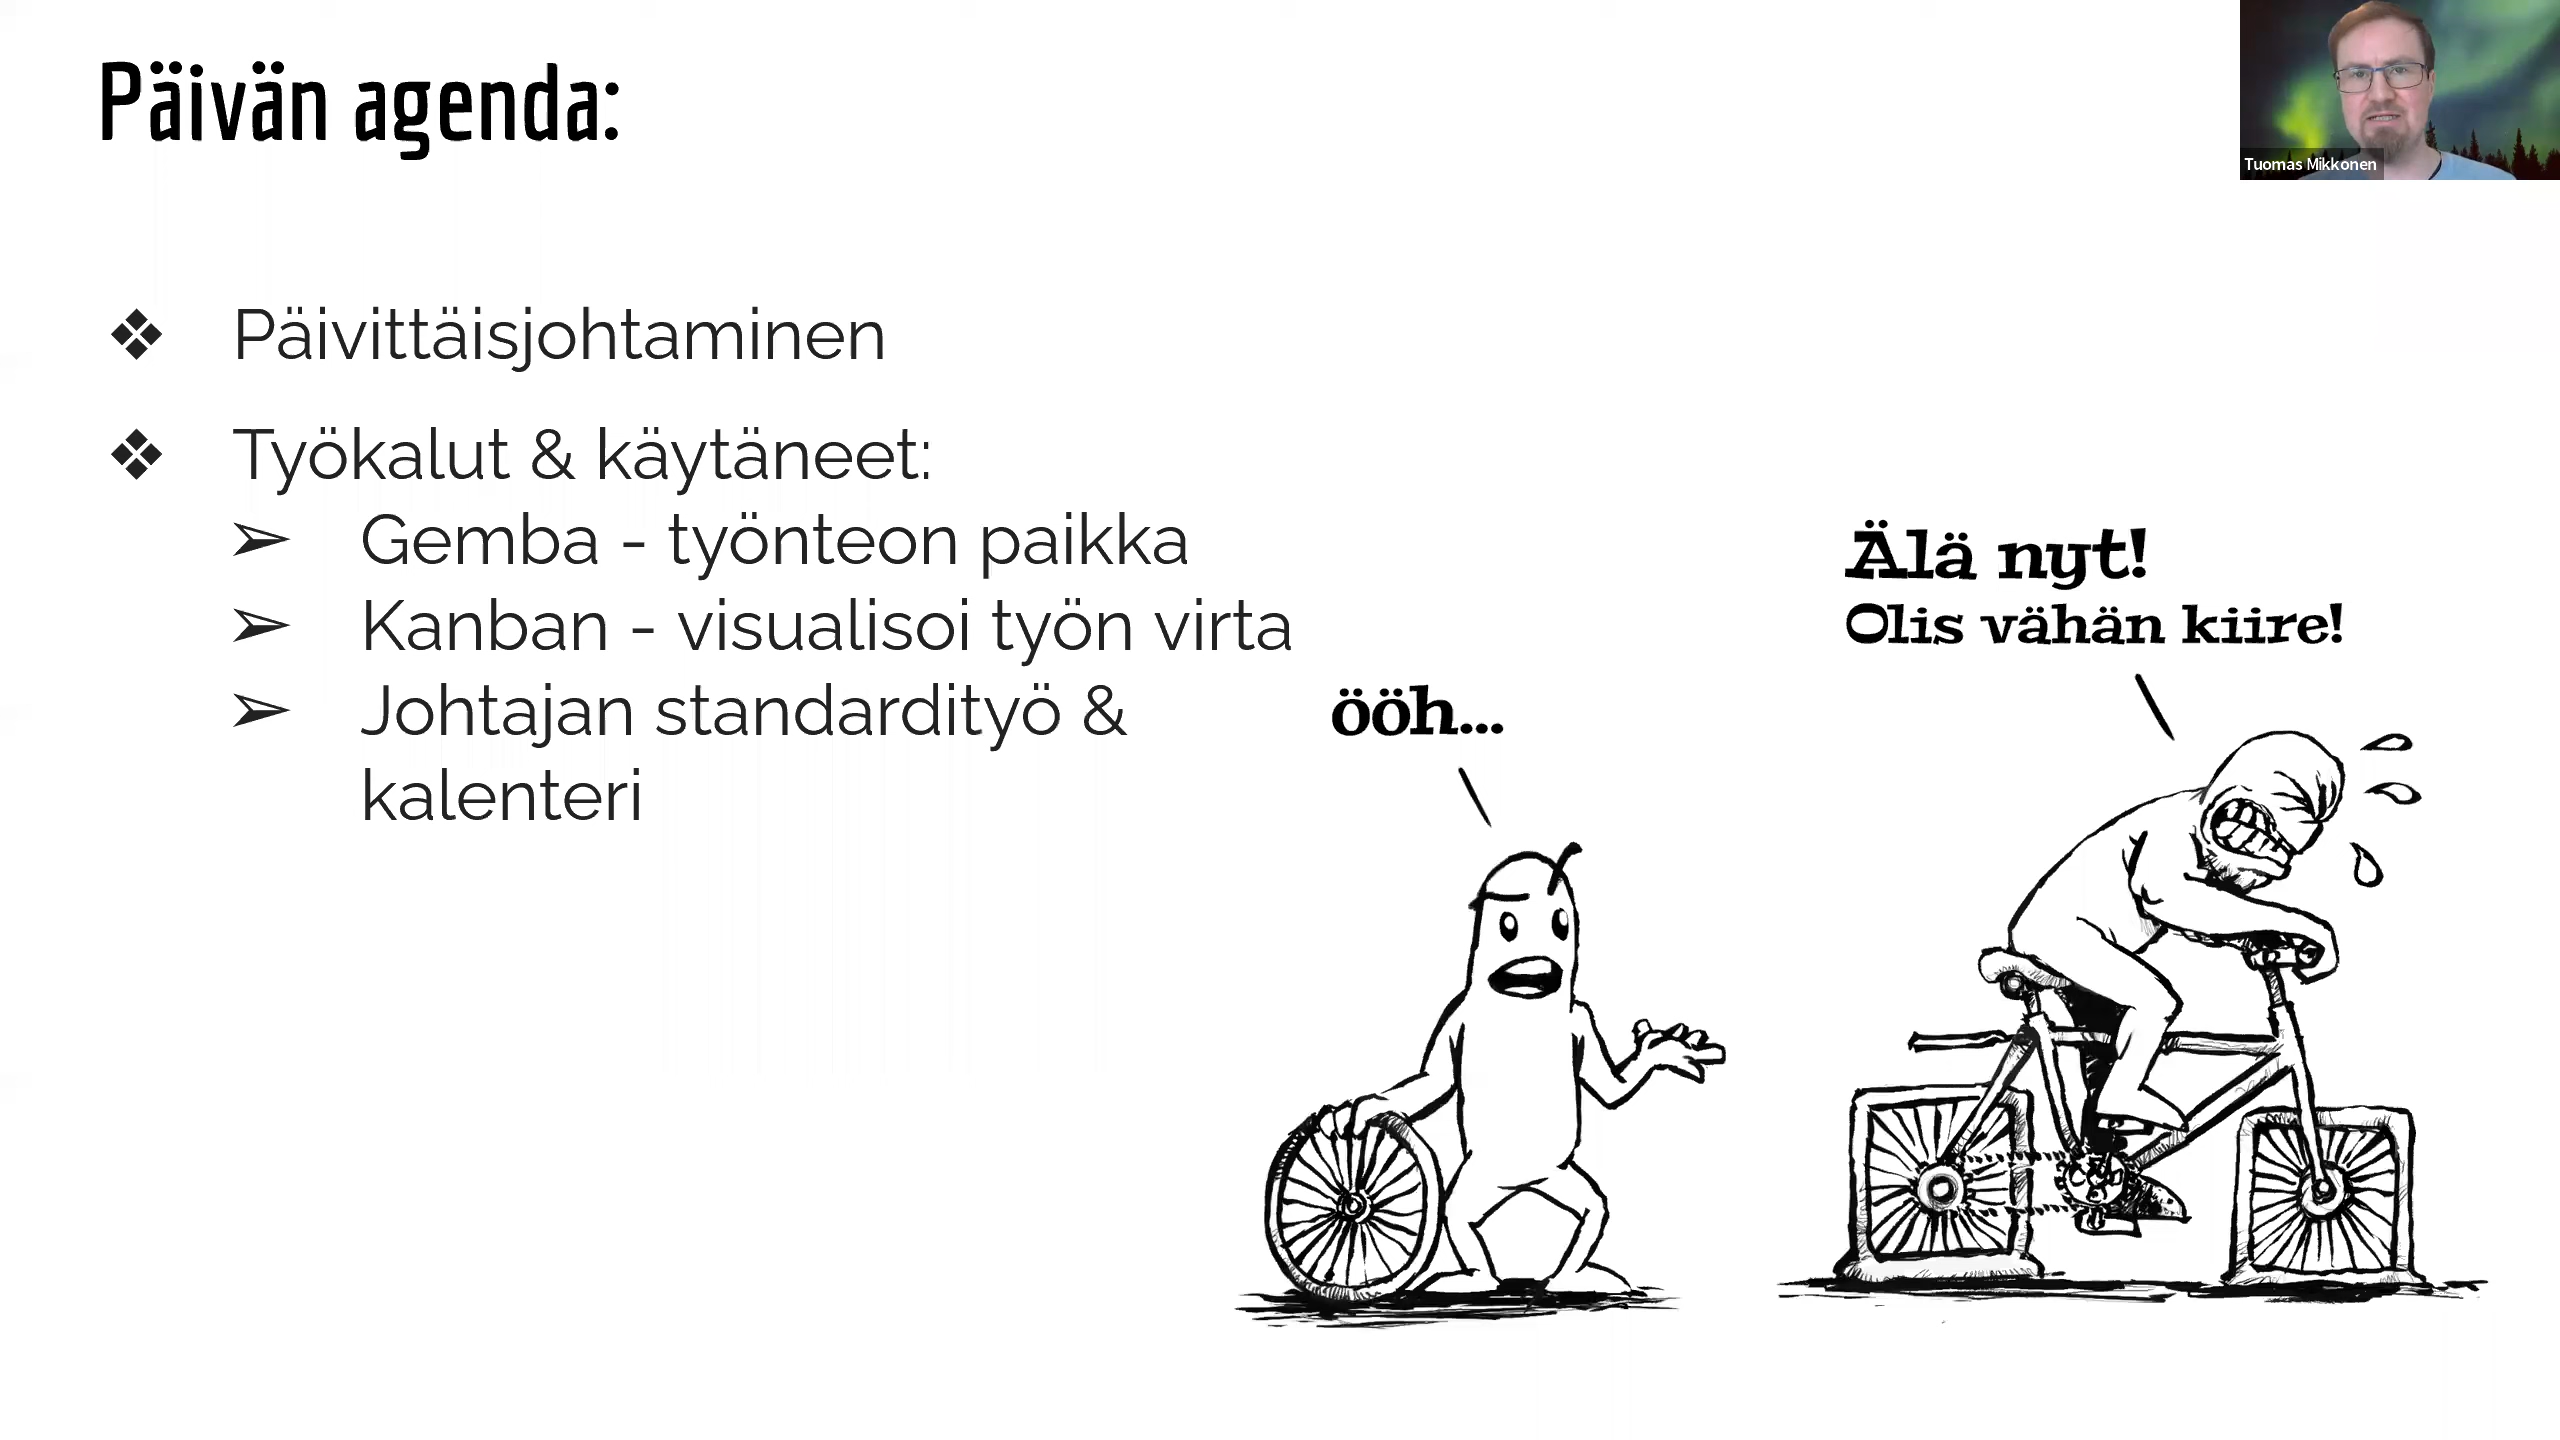 Päivän agenda:
Tuomas Mikkonen
❖ Päivittäisjohtaminen
❖ Työkalut & käytäneet:
➢ Gemba - työnteon paikka
➢ Kanban - visualisoi työn virta
➢ Johtajan standardityö &
kalenteri
ööh...
Älä nyt!
Olis vähän kiire!